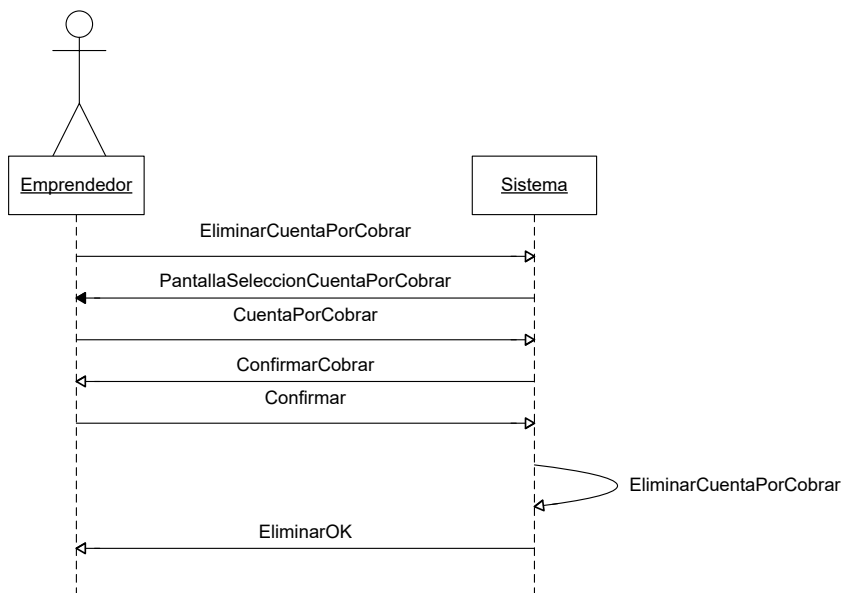 Emprendedor
Sistema
EliminarCuentaPorCobrar
PantallaSeleccionCuentaPorCobrar
CuentaPorCobrar
ConfirmarCobrar
Confirmar
EliminarCuentaPorCobrar
EliminarOK